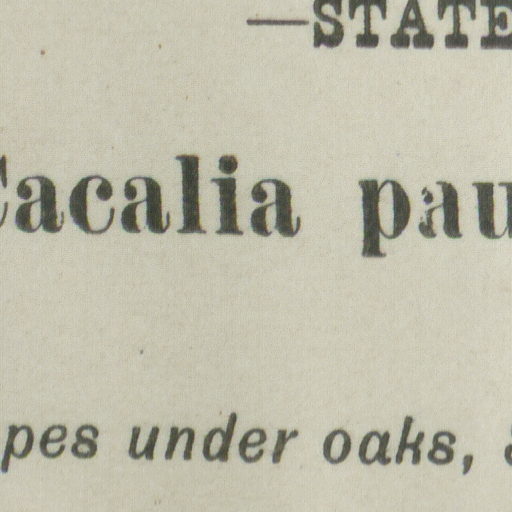 —STATE
Cacalia pau
pes under oaks,